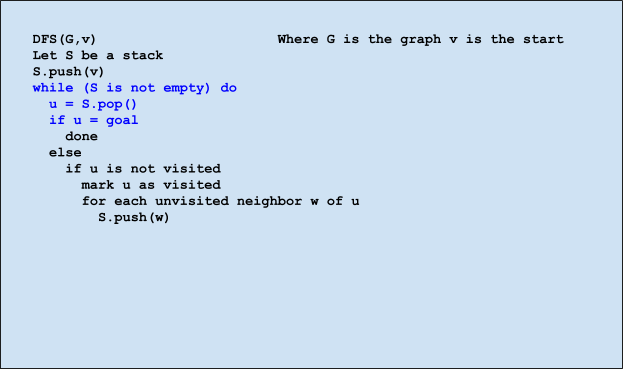 DFS(G,v) Where G is the graph v is the start
Let S be a stack
S.push(v)
while (S is not empty) do
u = S.pop()
if u = goal
done
else
if u is not visited
mark u as visited
for each unvisited neighbor w of u
S.push(w)